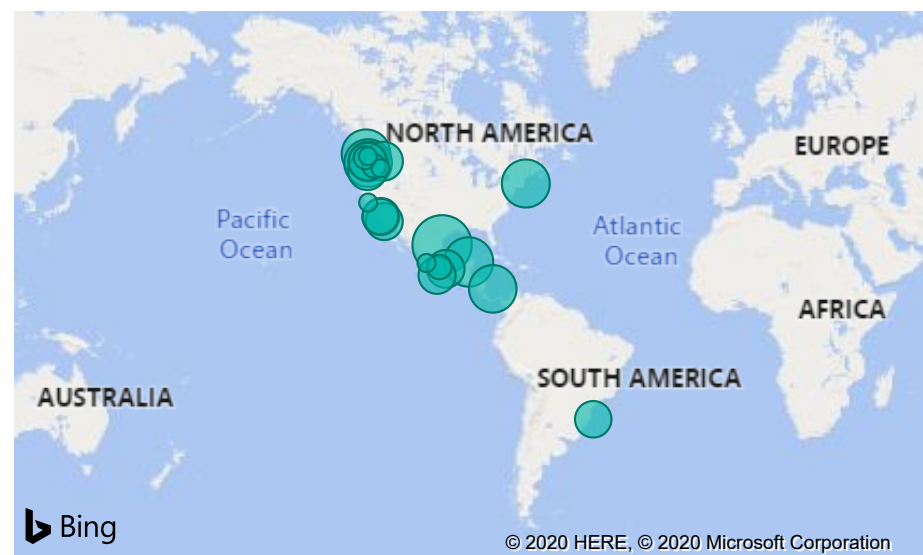 NORTH AMERICA
EUROPE
Pacific
Ocean
Atlantic
Ocean
AFRICA
SOUTH AMERICA
AUSTRALIA
Bing
© 2020 HERE, © 2020 Microsoft Corporation